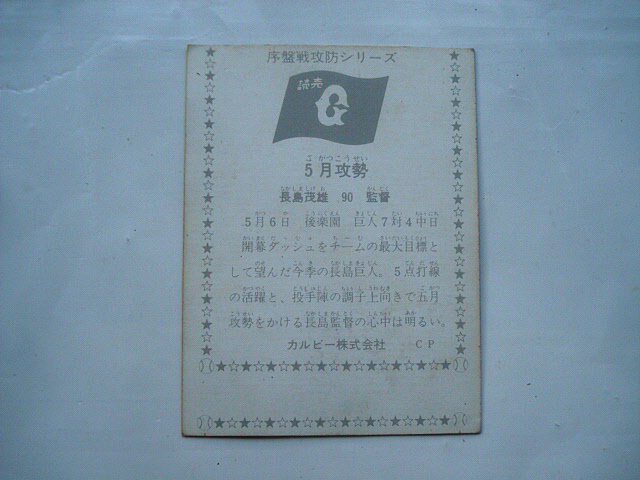 序盤戦攻防シリーズ
読売
G
5月攻勢
長島茂雄 90 監督
5月6日 後楽園 巨人7対4中日
開幕ダッシュをチームの最大目標と
して望んだ今季の長島巨人。5点打線
の活躍と、投手陣の調子上向きで五月
攻勢をかける長島監督の心中は明るい。
カルビー株式会社 CP